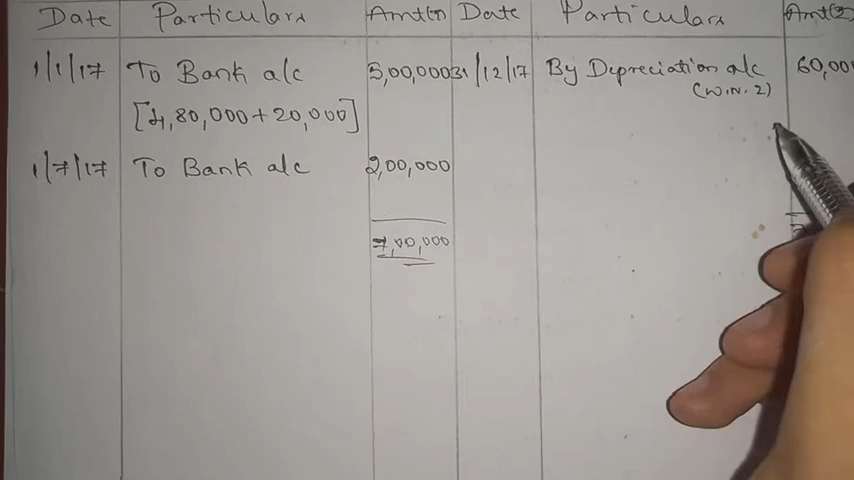 Date Particulars Amt(₹) Date Particulars Amt(₹)
1/1/17 To Bank a/c 5,00,000 31/12/17 By Depreciation a/c 60,00
[4,80,000+20,000] (W.N. 2)
1/7/17 To Bank a/c 2,00,000
7,00,000